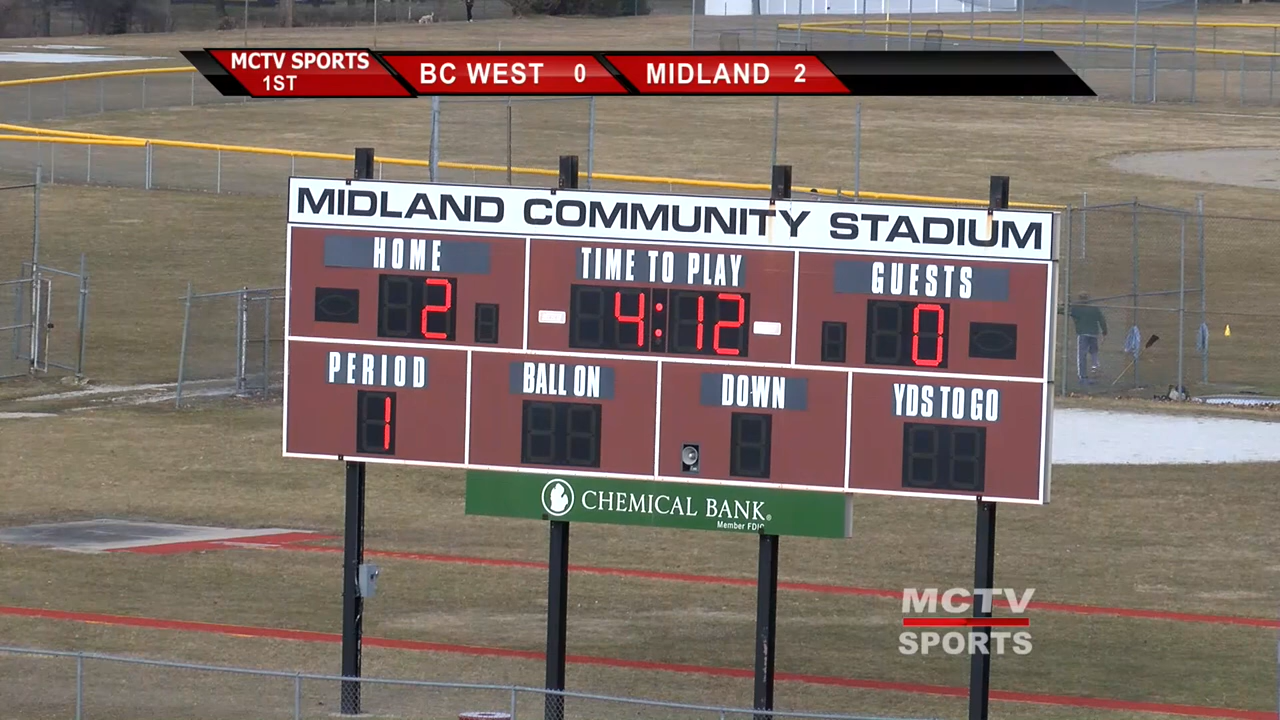 MCTV SPORTS
1ST
BC WEST 0
MIDLAND 2
MIDLAND COMMUNITY STADIUM
HOME TIME TO PLAY GUESTS
2 4:12 0
PERIOD BALL ON DOWN YDS TO GO
1
CHEMICAL BANK
Member FDIC
MCTV
SPORTS